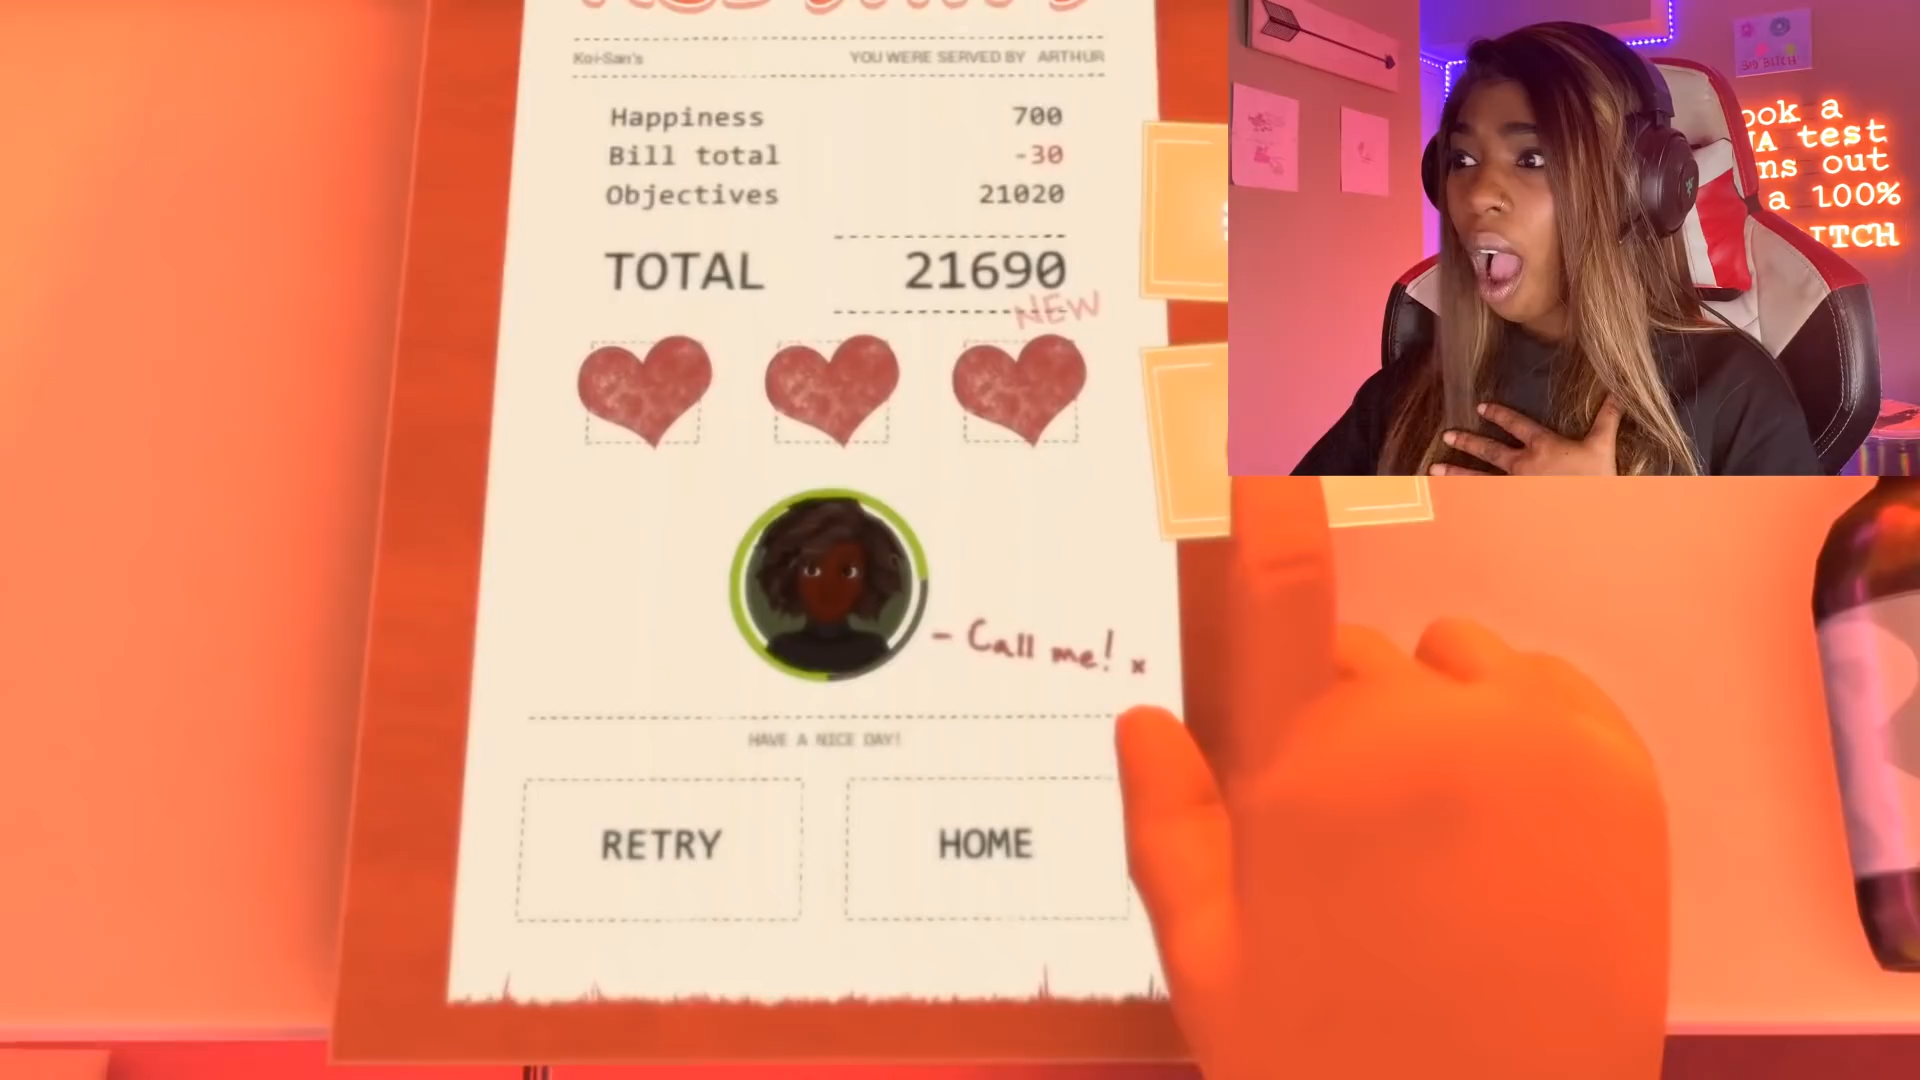 Koi-San's YOU WERE SERVED BY ARTHUR
Happiness 700
Bill total -30
Objectives 21020
TOTAL 21690
NEW
- Call me! x
HAVE A NICE DAY!
RETRY
HOME
ook a
A test
ns out
a 100%
ITCH